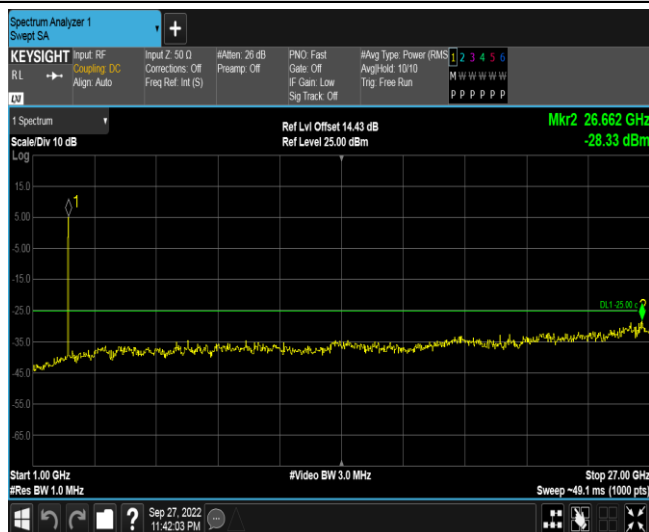 Spectrum Analyzer 1
Swept SA
+
KEYSIGHT
RL
LXI
Input: RF
Coupling: DC
Align: Auto
Input Z: 50 Ω
Corrections: Off
Freq Ref: Int (S)
#Atten: 26 dB
Preamp: Off
PNO: Fast
Gate: Off
IF Gain: Low
Sig Track: Off
#Avg Type: Power (RMS
Avg|Hold: 10/10
Trig: Free Run
1 2 3 4 5 6
M W W W W W
P P P P P P
1 Spectrum
Scale/Div 10 dB
Log
Ref Lvl Offset 14.43 dB
Ref Level 25.00 dBm
Mkr2 26.662 GHz
-28.33 dBm
15.0
5.00
-5.00
-15.0
-25.0
-35.0
-45.0
-55.0
-65.0
1
DL1 -25.00
2
Start 1.00 GHz
#Res BW 1.0 MHz
#Video BW 3.0 MHz
Stop 27.00 GHz
Sweep ~49.1 ms (1000 pts)
?
Sep 27, 2022
11:42:03 PM